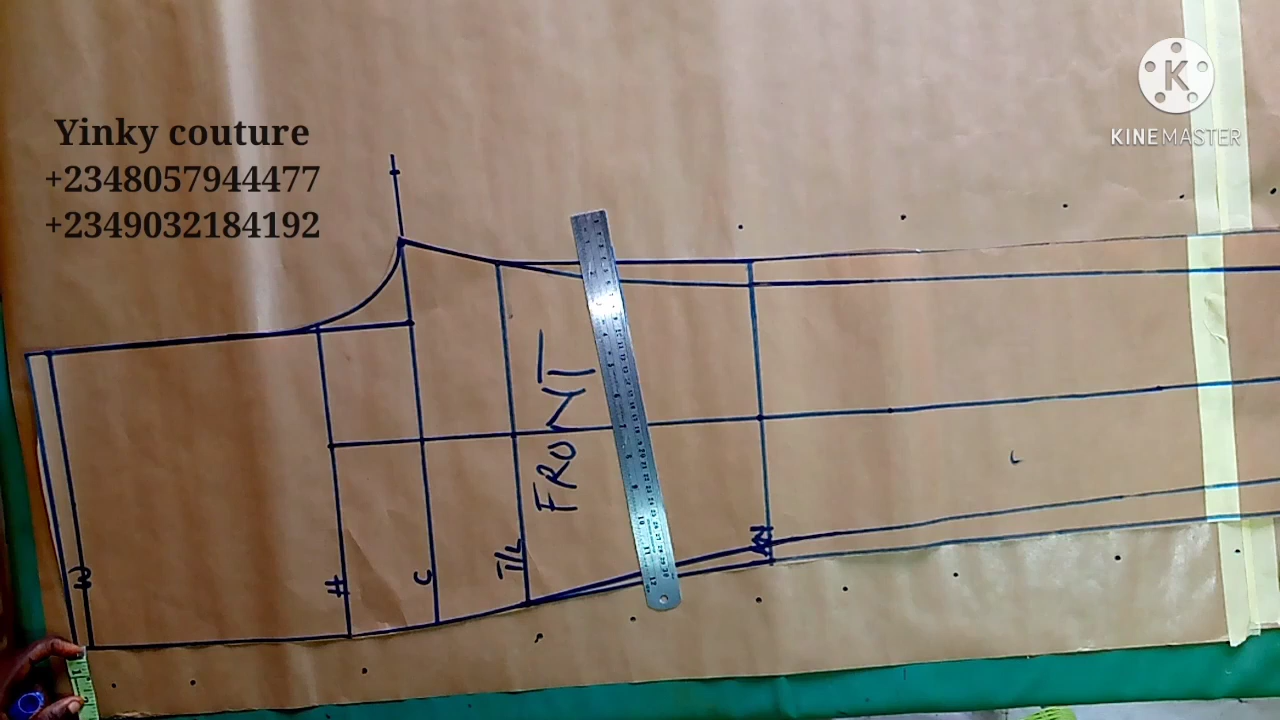 Yinky couture
+2348057944477
+2349032184192
KINEMASTER
K
W
H
C
T/L
FRONT